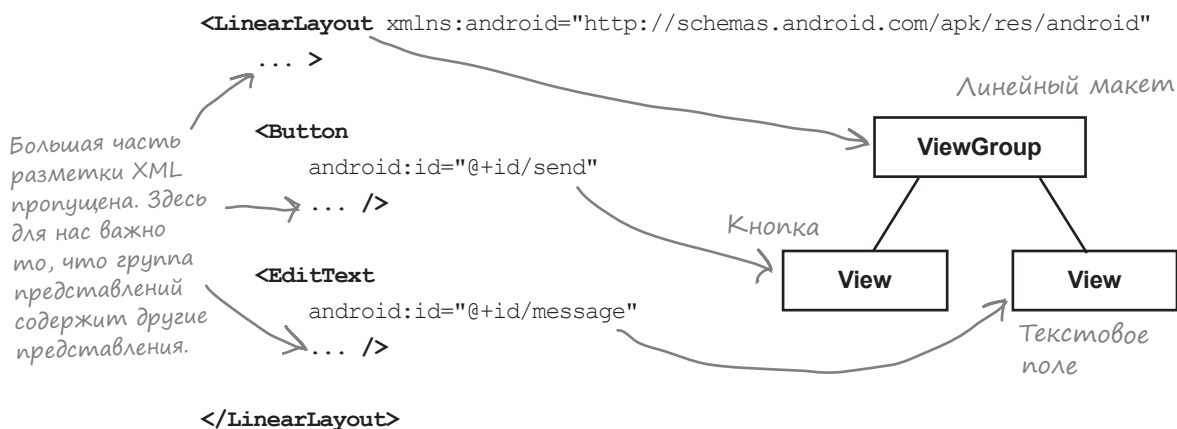 <LinearLayout xmlns:android="http://schemas.android.com/apk/res/android"
... >
Линейный макет
ViewGroup
Большая часть
разметки XML
пропущена. Здесь
для нас важно
то, что группа
представлений
содержит другие
представления.
<Button
android:id="@+id/send"
... />
Кнопка
View
View
<EditText
android:id="@+id/message"
... />
Текстовое
поле
</LinearLayout>